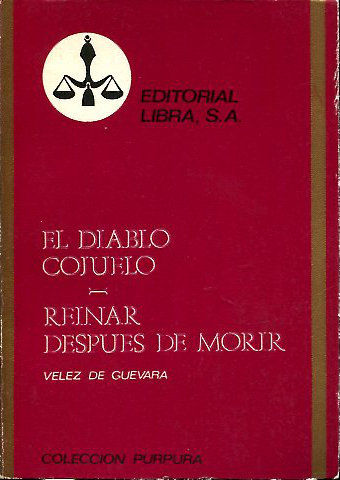 EDITORIAL
LIBRA, S.A.
EL DIABLO
COJUELO
—
REINAR
DESPUES DE MORIR
VELEZ DE GUEVARA
COLECCION PURPURA